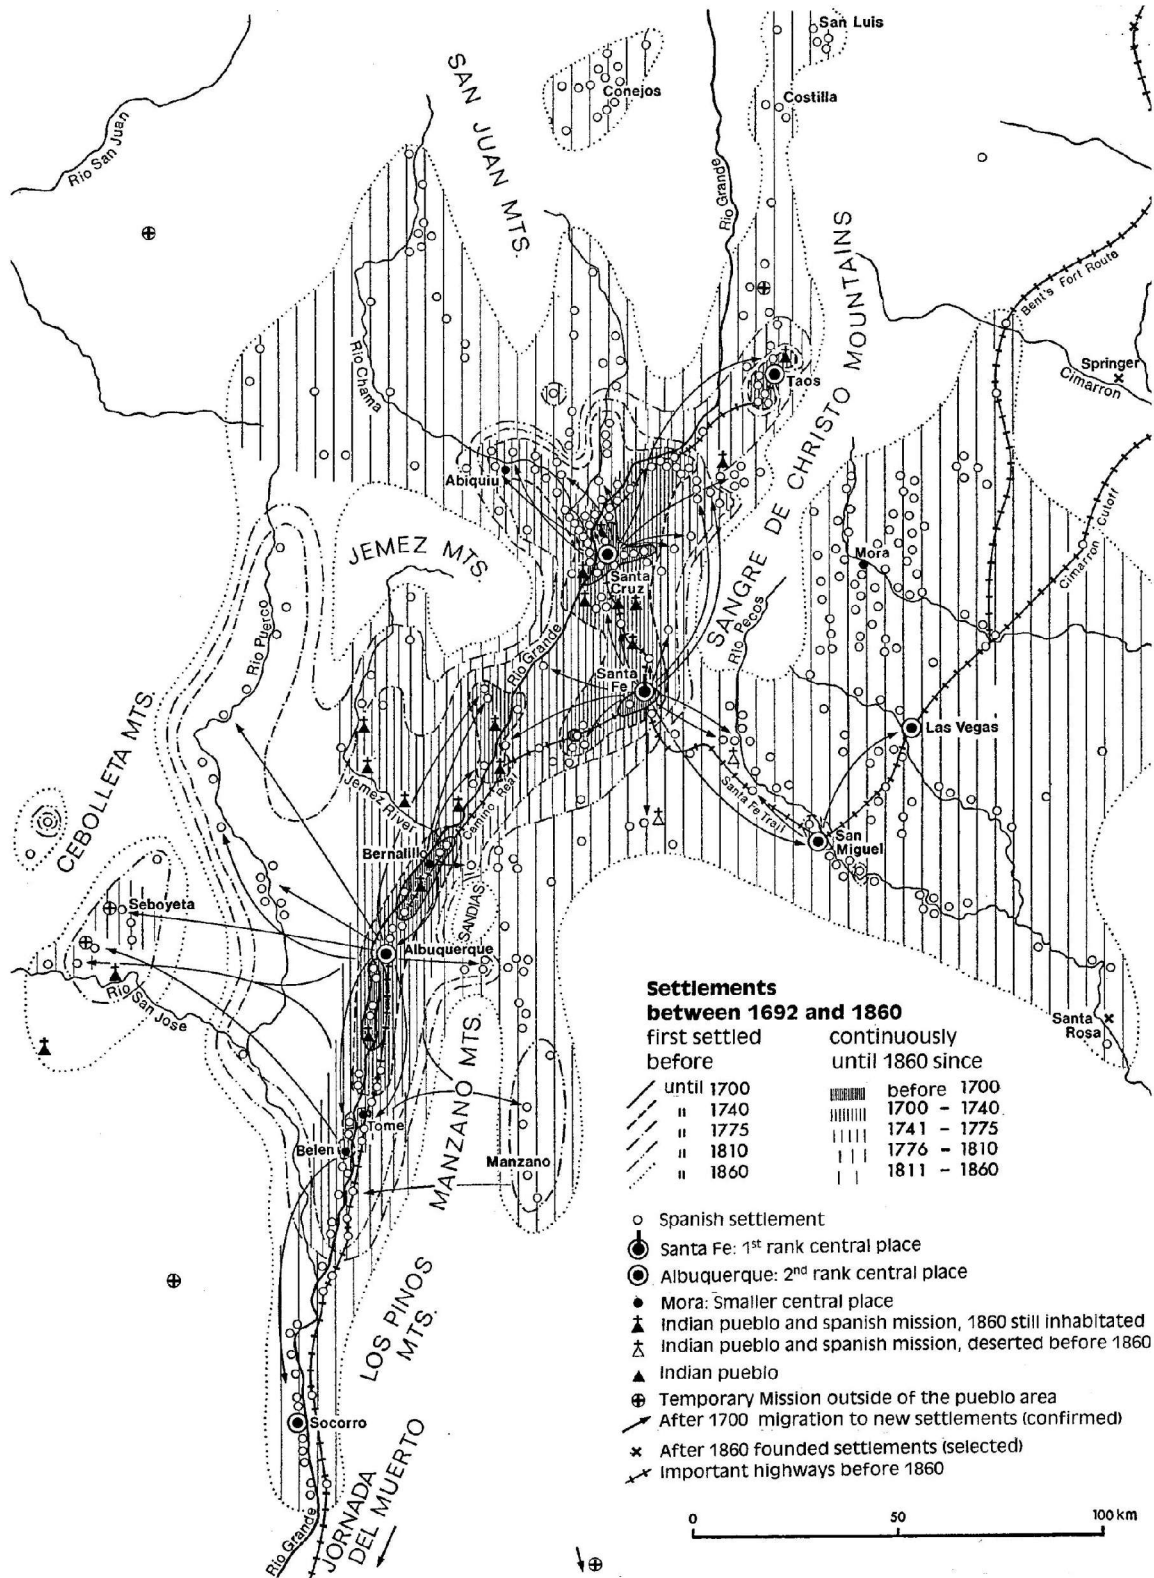 San Luis
SAN JUAN MTS.
Conejos
Costilla
Rio San Juan
Rio Grande
SANGRE DE CHRISTO MOUNTAINS
Bent's Fort Route
Rio Chama
Springer
Cimarron
Taos
Abiquiu
Cimarron Cutoff
JEMEZ MTS.
Mora
Santa
Cruz
Rio Pecos
Rio Puerco
Rio Grande
Santa
Fe
CEBOLLETA MTS.
Las Vegas
Jemez River
Camino Real
Santa Fe Trail
San
Miguel
Bernalillo
SANDIAS
Seboyeta
Albuquerque
Rio San Jose
MANZANO MTS.
Santa
Rosa
Tome
Belen
Manzano
LOS PINOS
MTS.
Socorro
JORNADA
DEL MUERTO
Rio Grande
Settlements
between 1692 and 1860
first settled continuously
before until 1860 since
until 1700 before 1700
" 1740 1700 - 1740
" 1775 1741 - 1775
" 1810 1776 - 1810
" 1860 1811 - 1860
Spanish settlement
Santa Fe: 1st rank central place
Albuquerque: 2nd rank central place
Mora: Smaller central place
Indian pueblo and spanish mission, 1860 still inhabitated
Indian pueblo and spanish mission, deserted before 1860
Indian pueblo
Temporary Mission outside of the pueblo area
After 1700 migration to new settlements (confirmed)
After 1860 founded settlements (selected)
Important highways before 1860
0 50 100 km